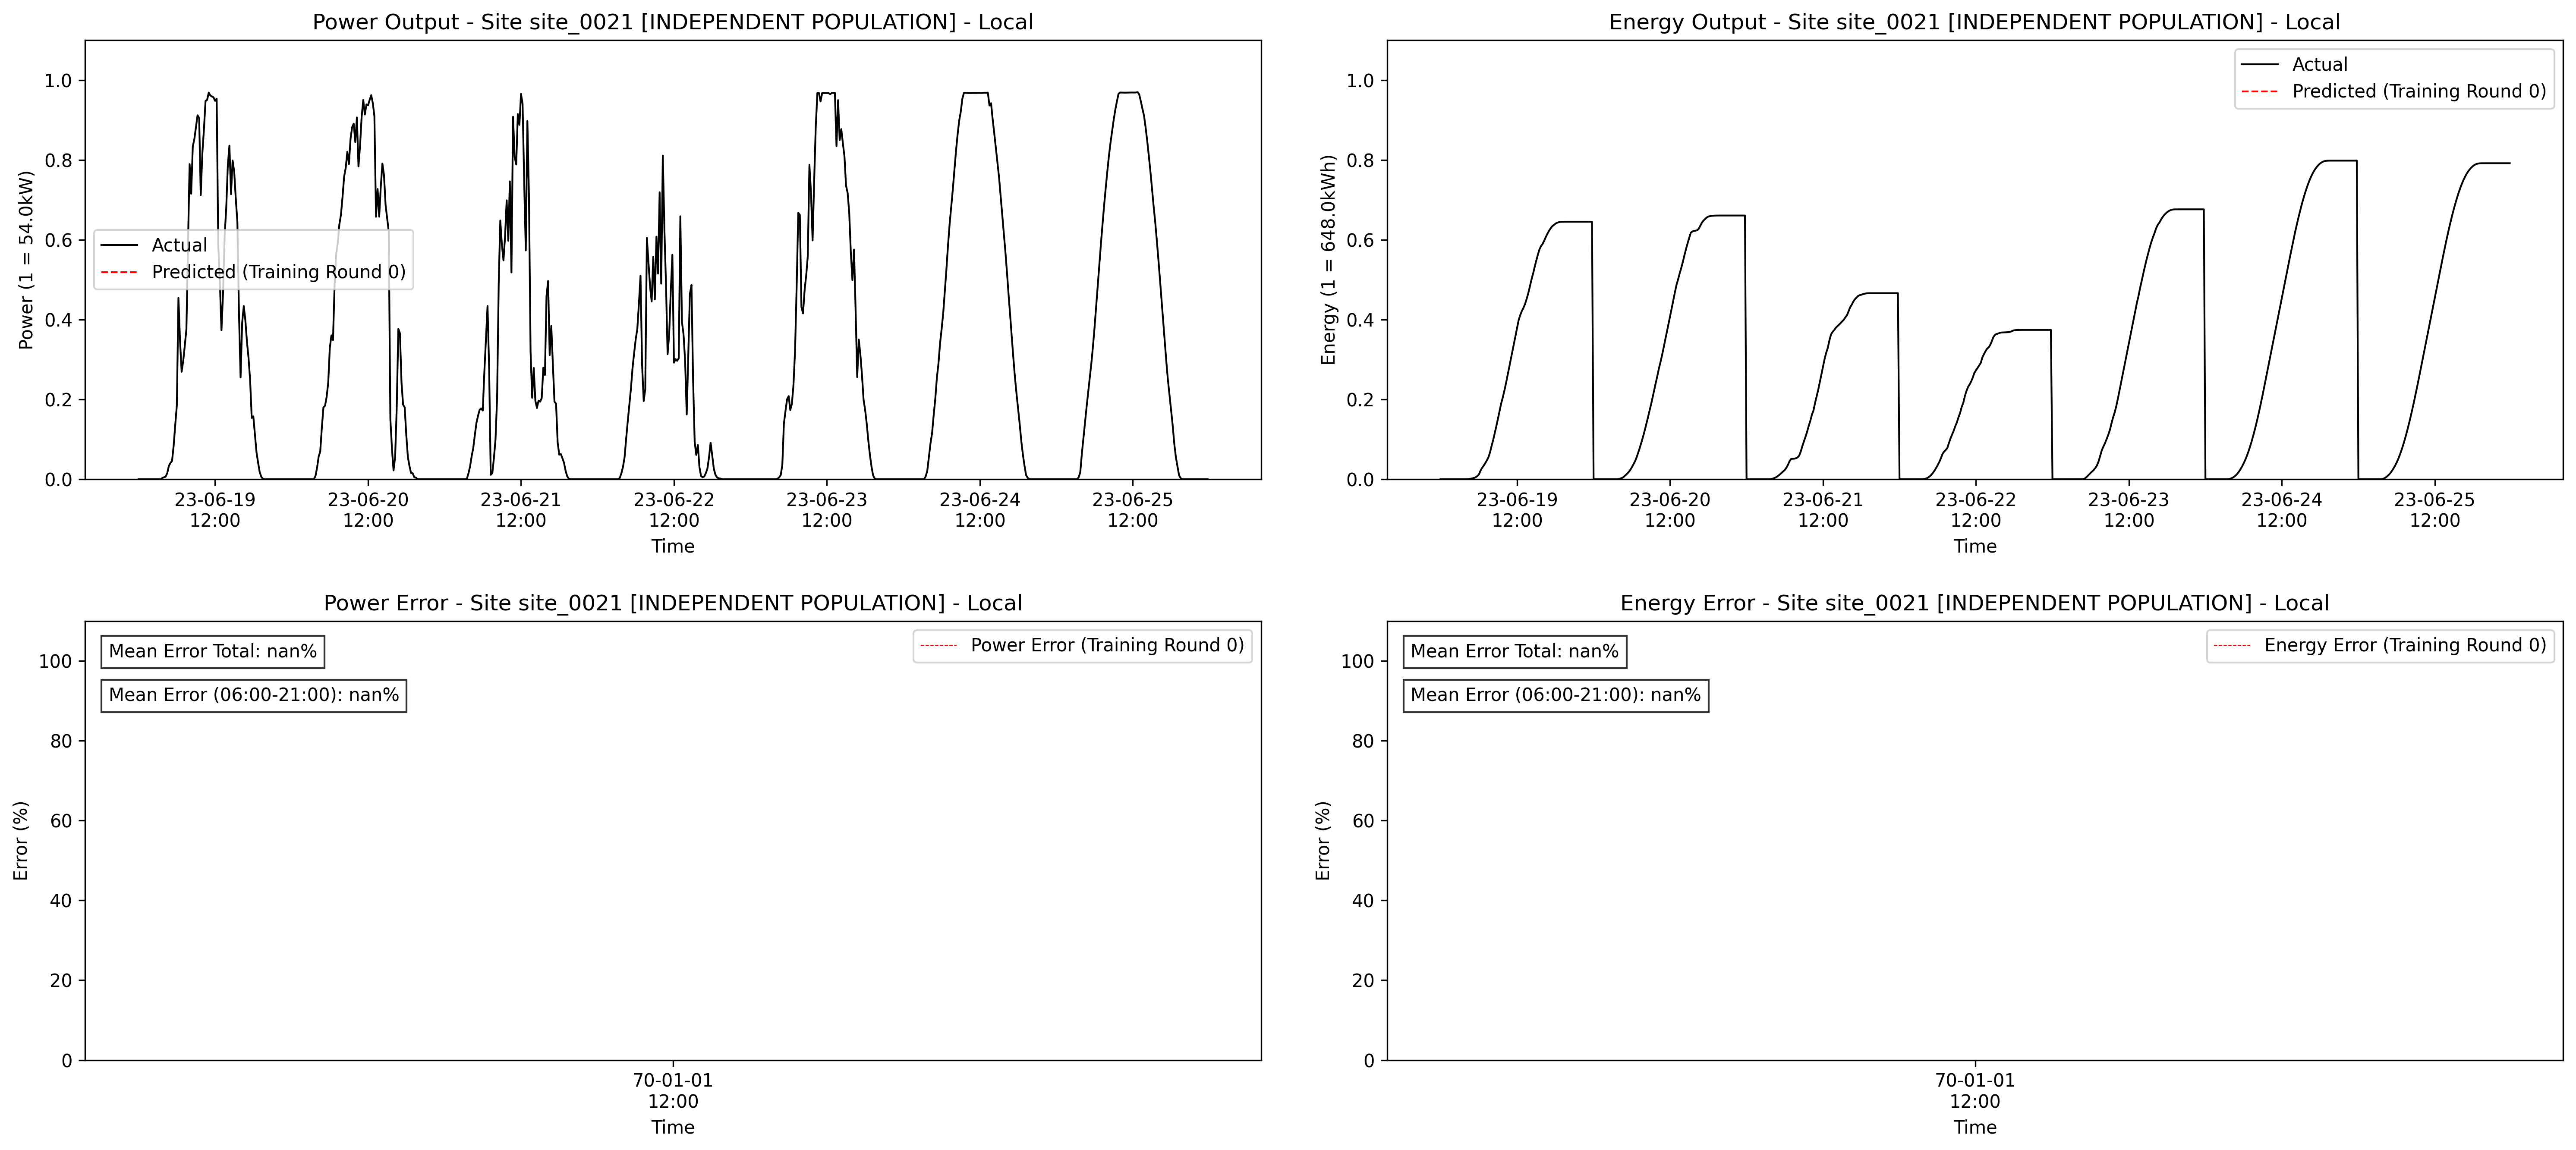 Power Output - Site site_0021 [INDEPENDENT POPULATION] - Local
Power (1 = 54.0kW)
1.0
0.8
0.6
0.4
0.2
0.0
Actual
Predicted (Training Round 0)
23-06-19
12:00
23-06-20
12:00
23-06-21
12:00
23-06-22
12:00
23-06-23
12:00
23-06-24
12:00
23-06-25
12:00
Time
Energy Output - Site site_0021 [INDEPENDENT POPULATION] - Local
Energy (1 = 648.0kWh)
1.0
0.8
0.6
0.4
0.2
0.0
Actual
Predicted (Training Round 0)
23-06-19
12:00
23-06-20
12:00
23-06-21
12:00
23-06-22
12:00
23-06-23
12:00
23-06-24
12:00
23-06-25
12:00
Time
Power Error - Site site_0021 [INDEPENDENT POPULATION] - Local
Error (%)
100
80
60
40
20
0
Mean Error Total: nan%
Mean Error (06:00-21:00): nan%
Power Error (Training Round 0)
70-01-01
12:00
Time
Energy Error - Site site_0021 [INDEPENDENT POPULATION] - Local
Error (%)
100
80
60
40
20
0
Mean Error Total: nan%
Mean Error (06:00-21:00): nan%
Energy Error (Training Round 0)
70-01-01
12:00
Time